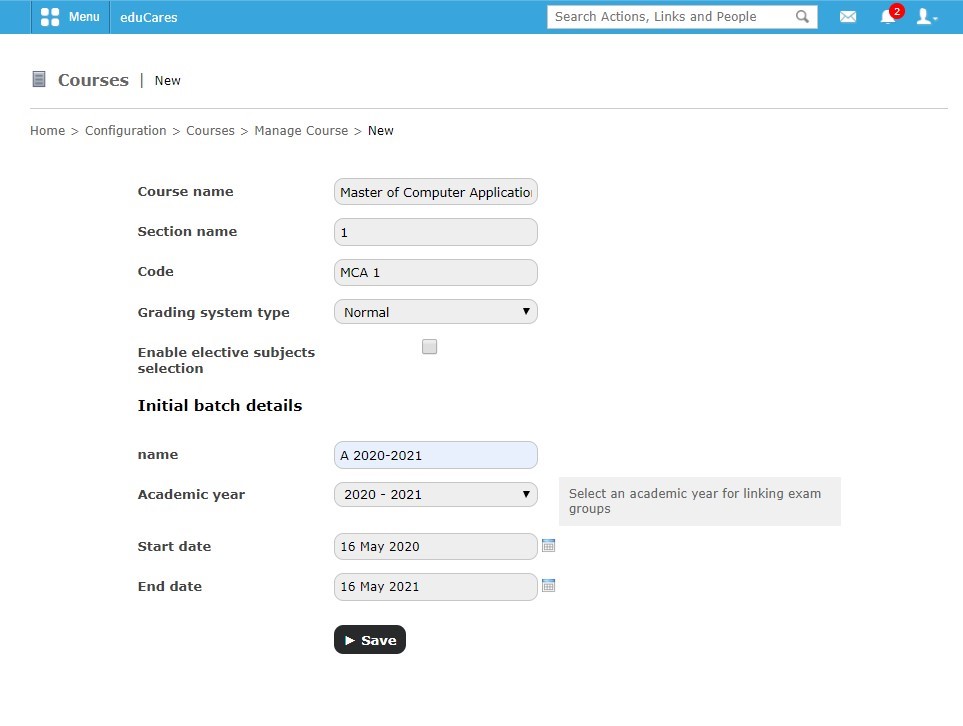 Menu eduCares Search Actions, Links and People 2
Courses | New
Home > Configuration > Courses > Manage Course > New
Course name Master of Computer Applicatio
Section name 1
Code MCA 1
Grading system type Normal
Enable elective subjects
selection
Initial batch details
name A 2020-2021
Academic year 2020 - 2021
Select an academic year for linking exam
groups
Start date 16 May 2020
End date 16 May 2021
Save